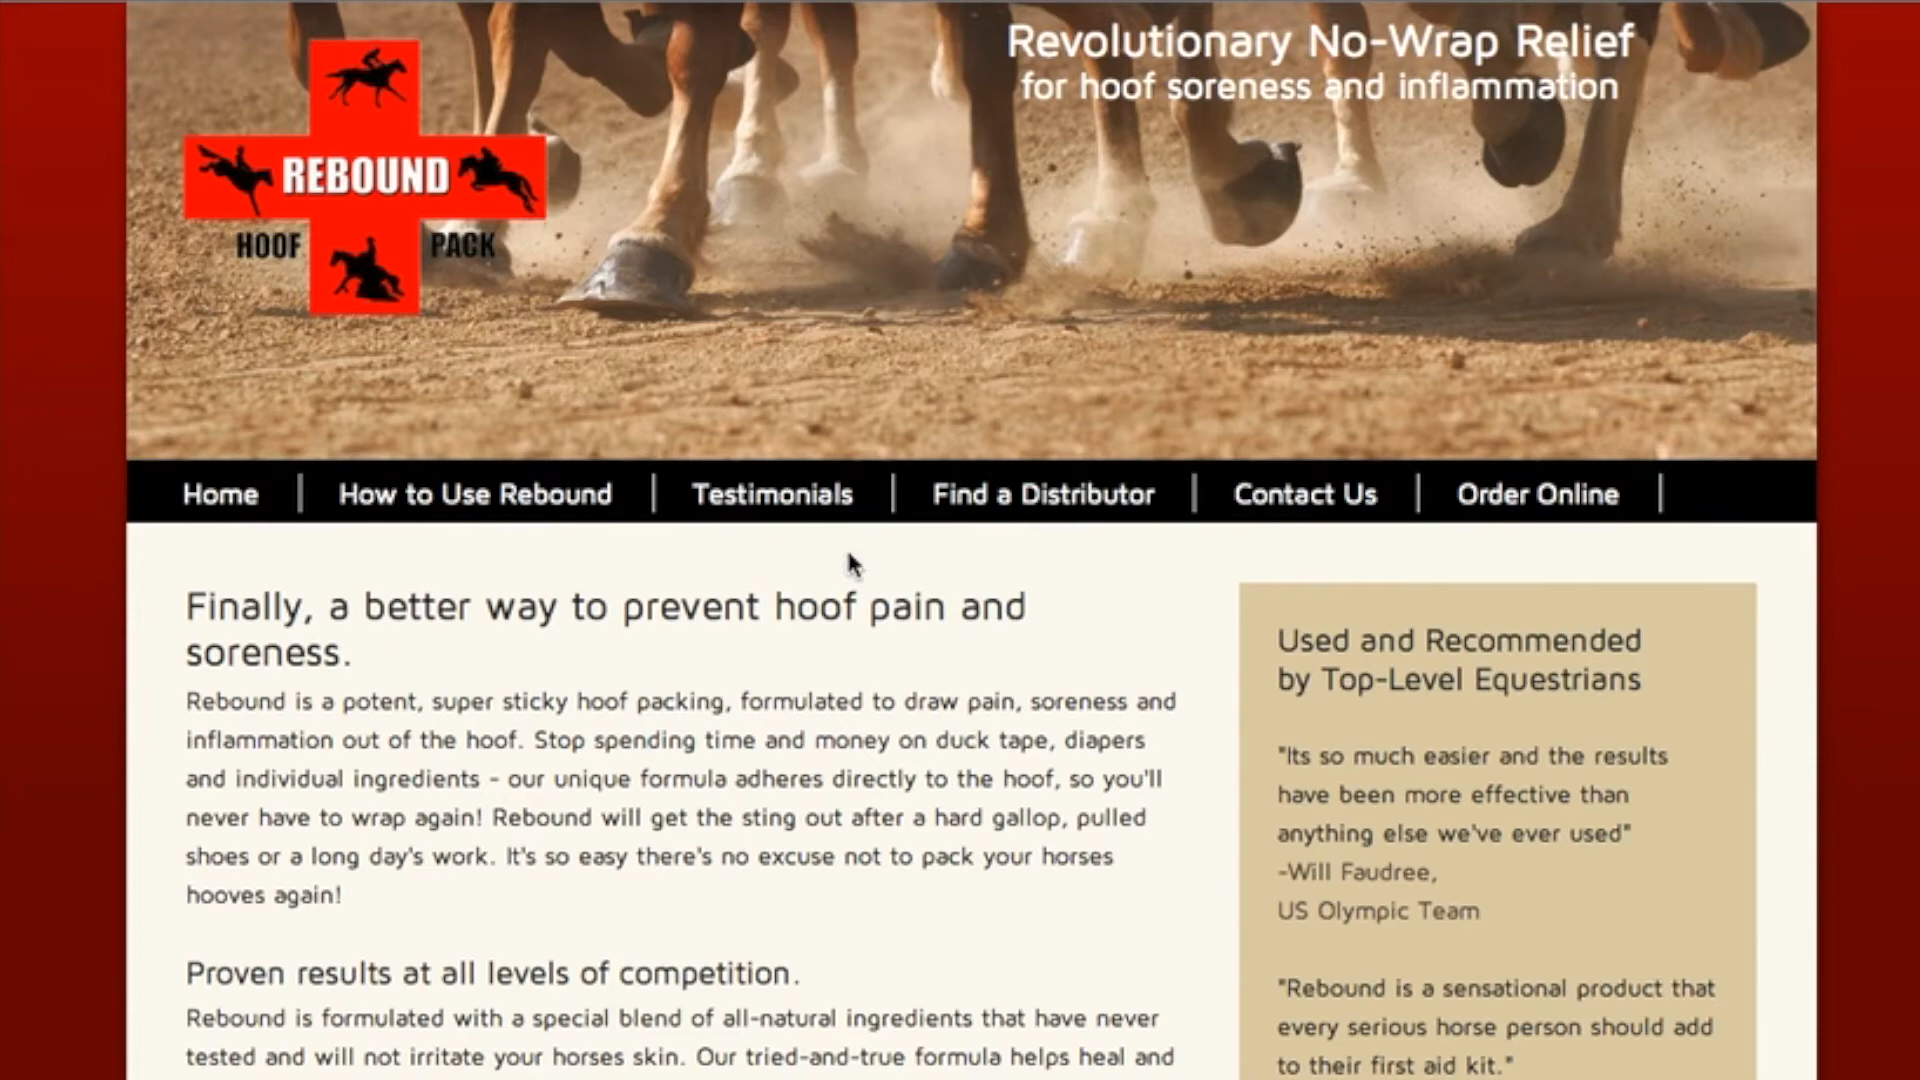 Revolutionary No-Wrap Relief
for hoof soreness and inflammation
REBOUND
HOOF PACK
Home
How to Use Rebound
Testimonials
Find a Distributor
Contact Us
Order Online
Finally, a better way to prevent hoof pain and
soreness.
Rebound is a potent, super sticky hoof packing, formulated to draw pain, soreness and
inflammation out of the hoof. Stop spending time and money on duck tape, diapers
and individual ingredients - our unique formula adheres directly to the hoof, so you'll
never have to wrap again! Rebound will get the sting out after a hard gallop, pulled
shoes or a long day's work. It's so easy there's no excuse not to pack your horses
hooves again!
Proven results at all levels of competition.
Rebound is formulated with a special blend of all-natural ingredients that have never
tested and will not irritate your horses skin. Our tried-and-true formula helps heal and
Used and Recommended
by Top-Level Equestrians
"Its so much easier and the results
have been more effective than
anything else we've ever used"
-Will Faudree,
US Olympic Team
"Rebound is a sensational product that
every serious horse person should add
to their first aid kit."